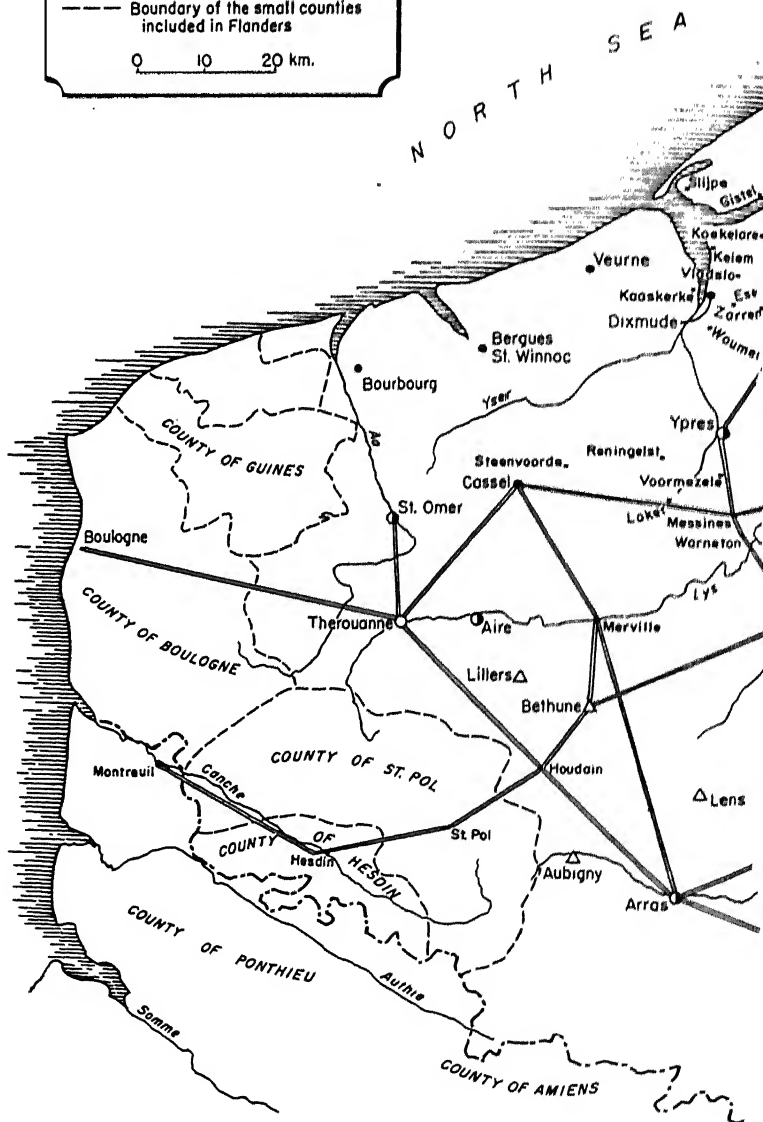 Boundary of the small counties
included in Flanders
0 10 20 km.
NORTH SEA
Slijpe
Gistel
Koekelare
Kelem
Vladslo
Veurne
Kaaskerke
Zarren
Dixmude
Woumen
Bergues
St. Winnoc
Bourbourg
Yser
Ypres
COUNTY OF GUINES
Aa
Steenvoorde
Reningelst
Cassel
Voormezele
St. Omer
Loker
Messines
Warneton
Boulogne
Lys
Therouanne
Aire
Merville
COUNTY OF BOULOGNE
Lillers
Bethune
COUNTY OF ST. POL
Houdain
Montreuil
Canche
Lens
St. Pol
COUNTY OF HESDIN
Hesdin
Aubigny
Arras
COUNTY
OF PONTHIEU
Authie
Somme
COUNTY OF AMIENS